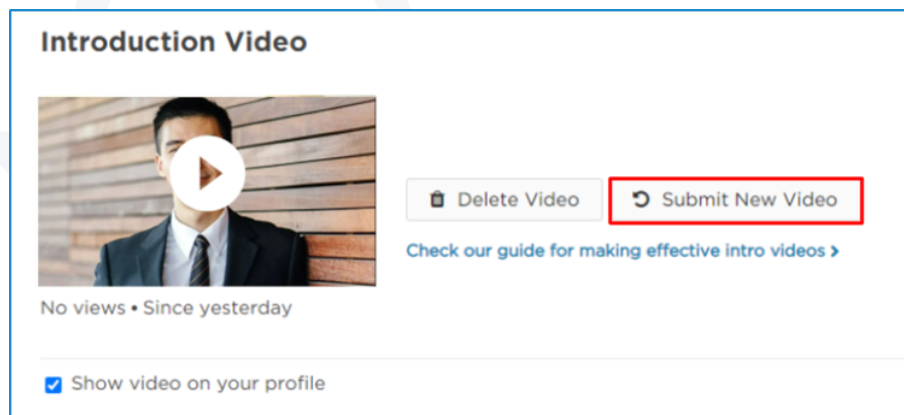 Introduction Video
Delete Video
Submit New Video
Check our guide for making effective intro videos >
No views • Since yesterday
Show video on your profile